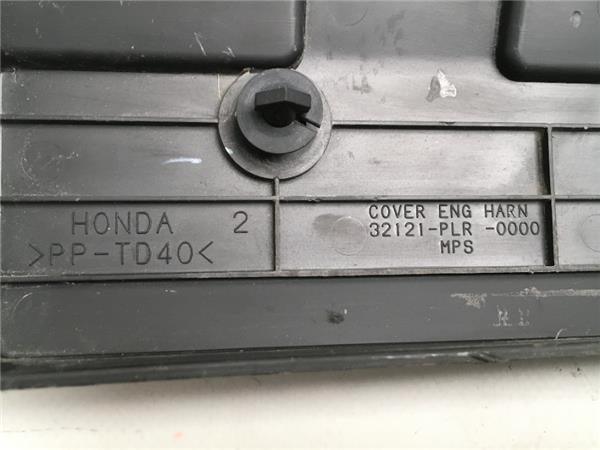 HONDA 2
>PP-TD40<
COVER ENG HARN
32121-PLR -0000
MPS